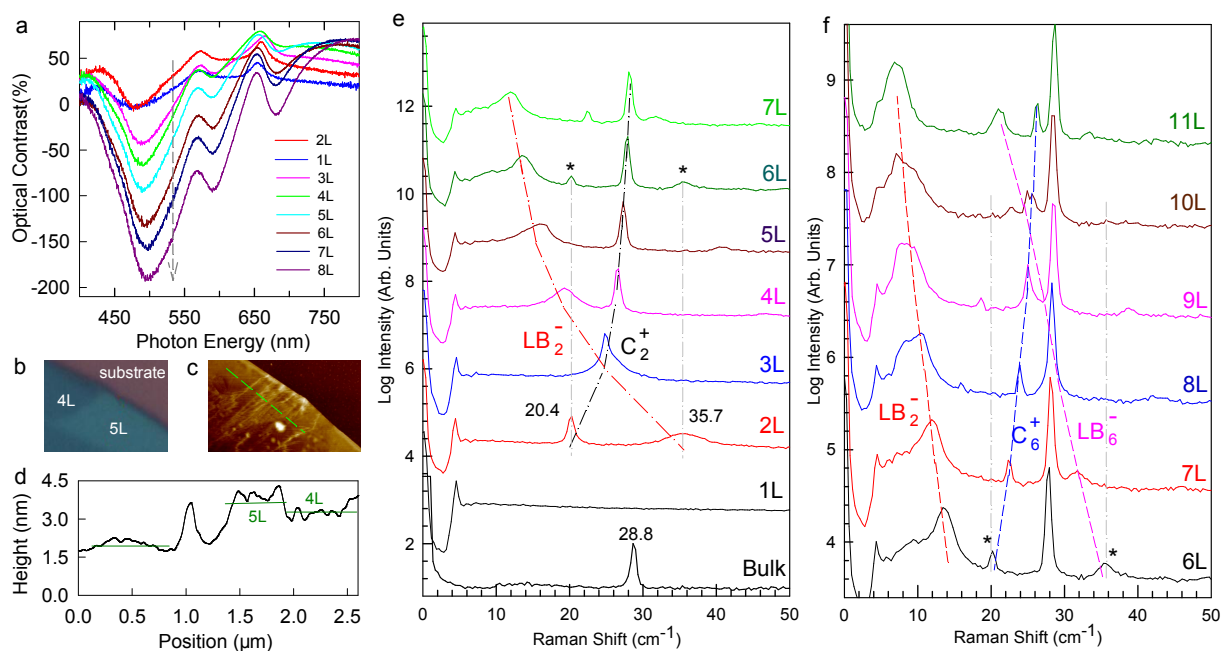 a
Optical Contrast(%)
50
0
-50
-100
-150
-200
2L
1L
3L
4L
5L
6L
7L
8L
450 550 650 750
Photon Energy (nm)
b
substrate
4L
5L
c
d
Height (nm)
4.5
3.0
1.5
5L
4L
0.0 0.5 1.0 1.5 2.0 2.5
Position (μm)
e
Log Intensity (Arb. Units)
12
10
8
6
4
2
7L
* *
6L
5L
4L
LB2- C2+
3L
20.4 35.7
2L
1L
28.8
Bulk
0 10 20 30 40 50
Raman Shift (cm-1)
f
Log Intensity (Arb. Units)
9
8
7
6
5
4
11L
10L
9L
8L
LB2- C6+ LB6-
7L
* *
6L
0 10 20 30 40 50
Raman Shift (cm-1)